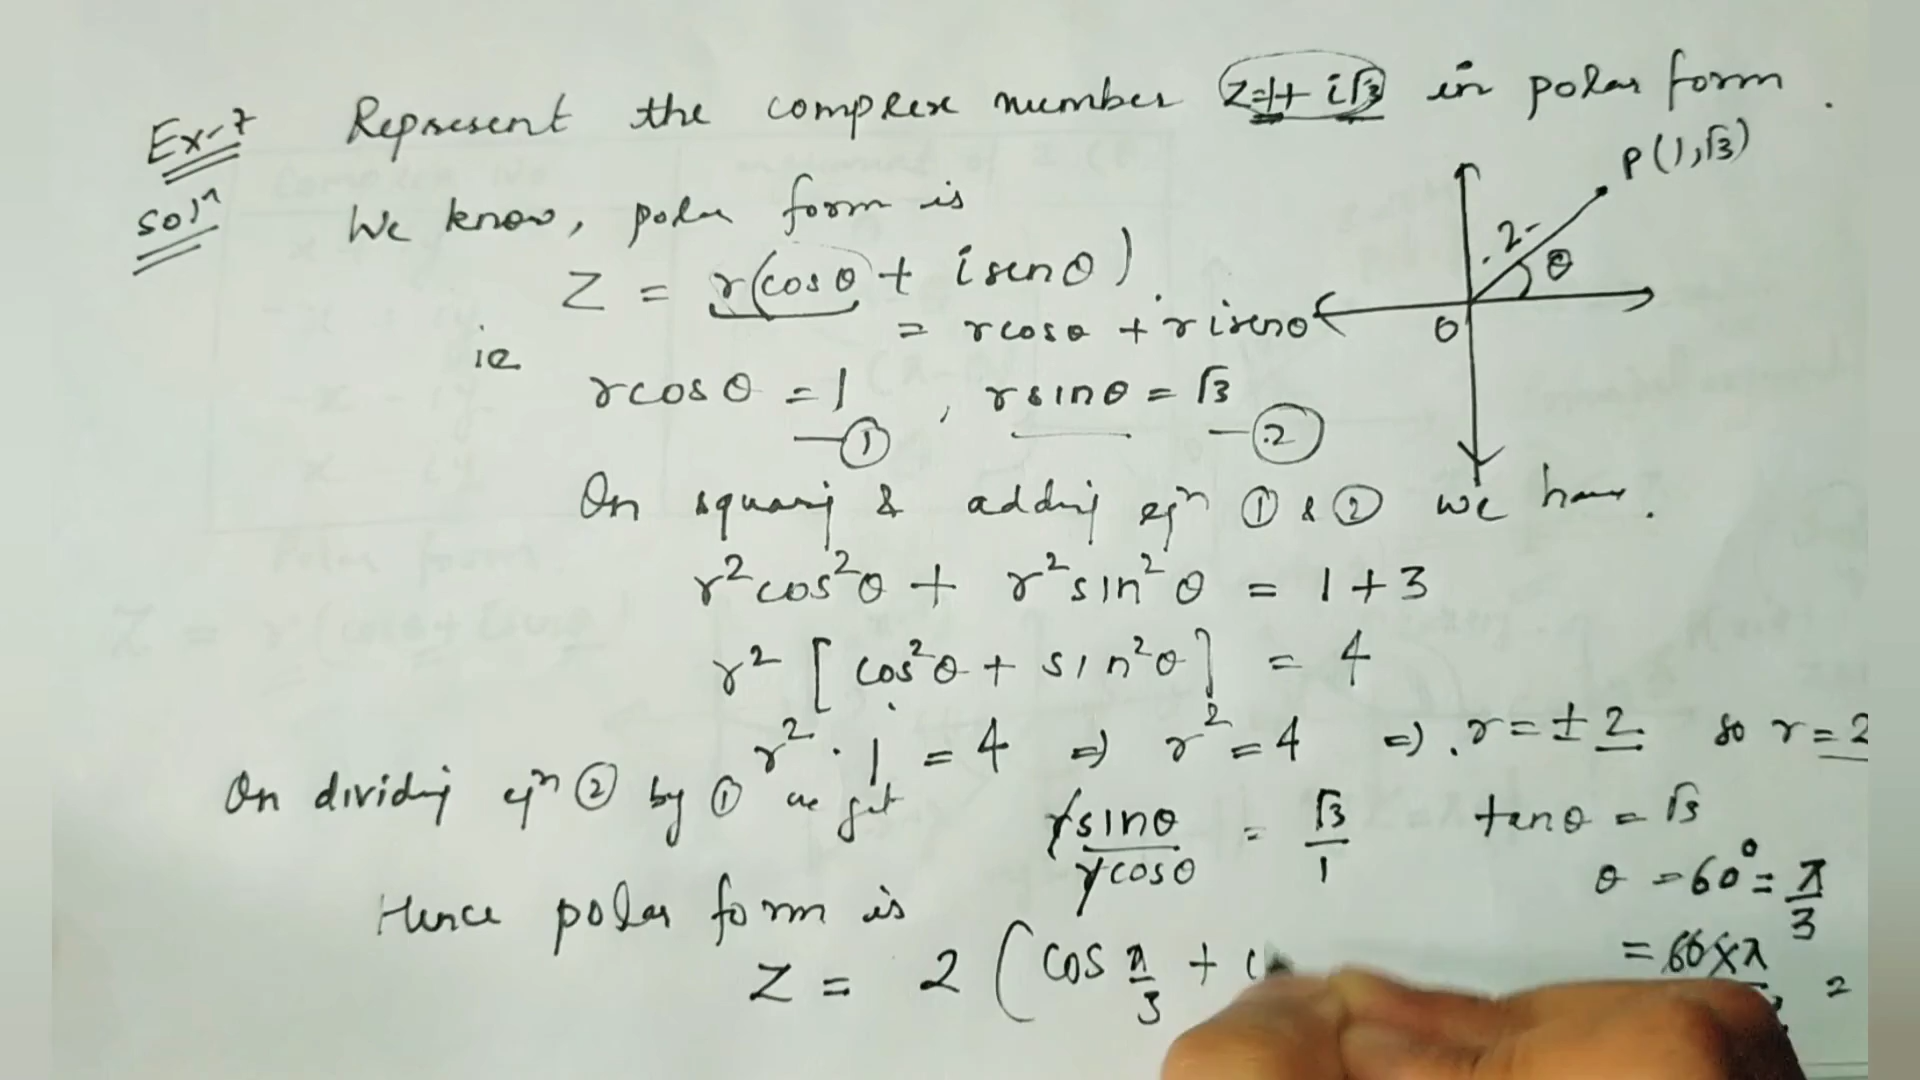 Ex-7 Represent the complex number z=1+i√3 in polar form.
Solⁿ We know, polar form is
P(1,√3)
2
θ
O
Z = r(cosθ + isinθ).
= rcosθ + risinθ
ie
rcosθ = 1 , rsinθ = √3
—① —②
On squaring & adding eqⁿ ① & ② we have.
r²cos²θ + r²sin²θ = 1+3
r² [cos²θ + sin²θ] = 4
r².1 = 4 ⇒ r² = 4 ⇒ r = ±2 so r = 2
On dividing eqⁿ ② by ① we get rsinθ/rcosθ = √3/1 tanθ = √3
θ = 60° = π/3
= 60×π
=
Hence polar form is
Z = 2 (cos π/3 + i